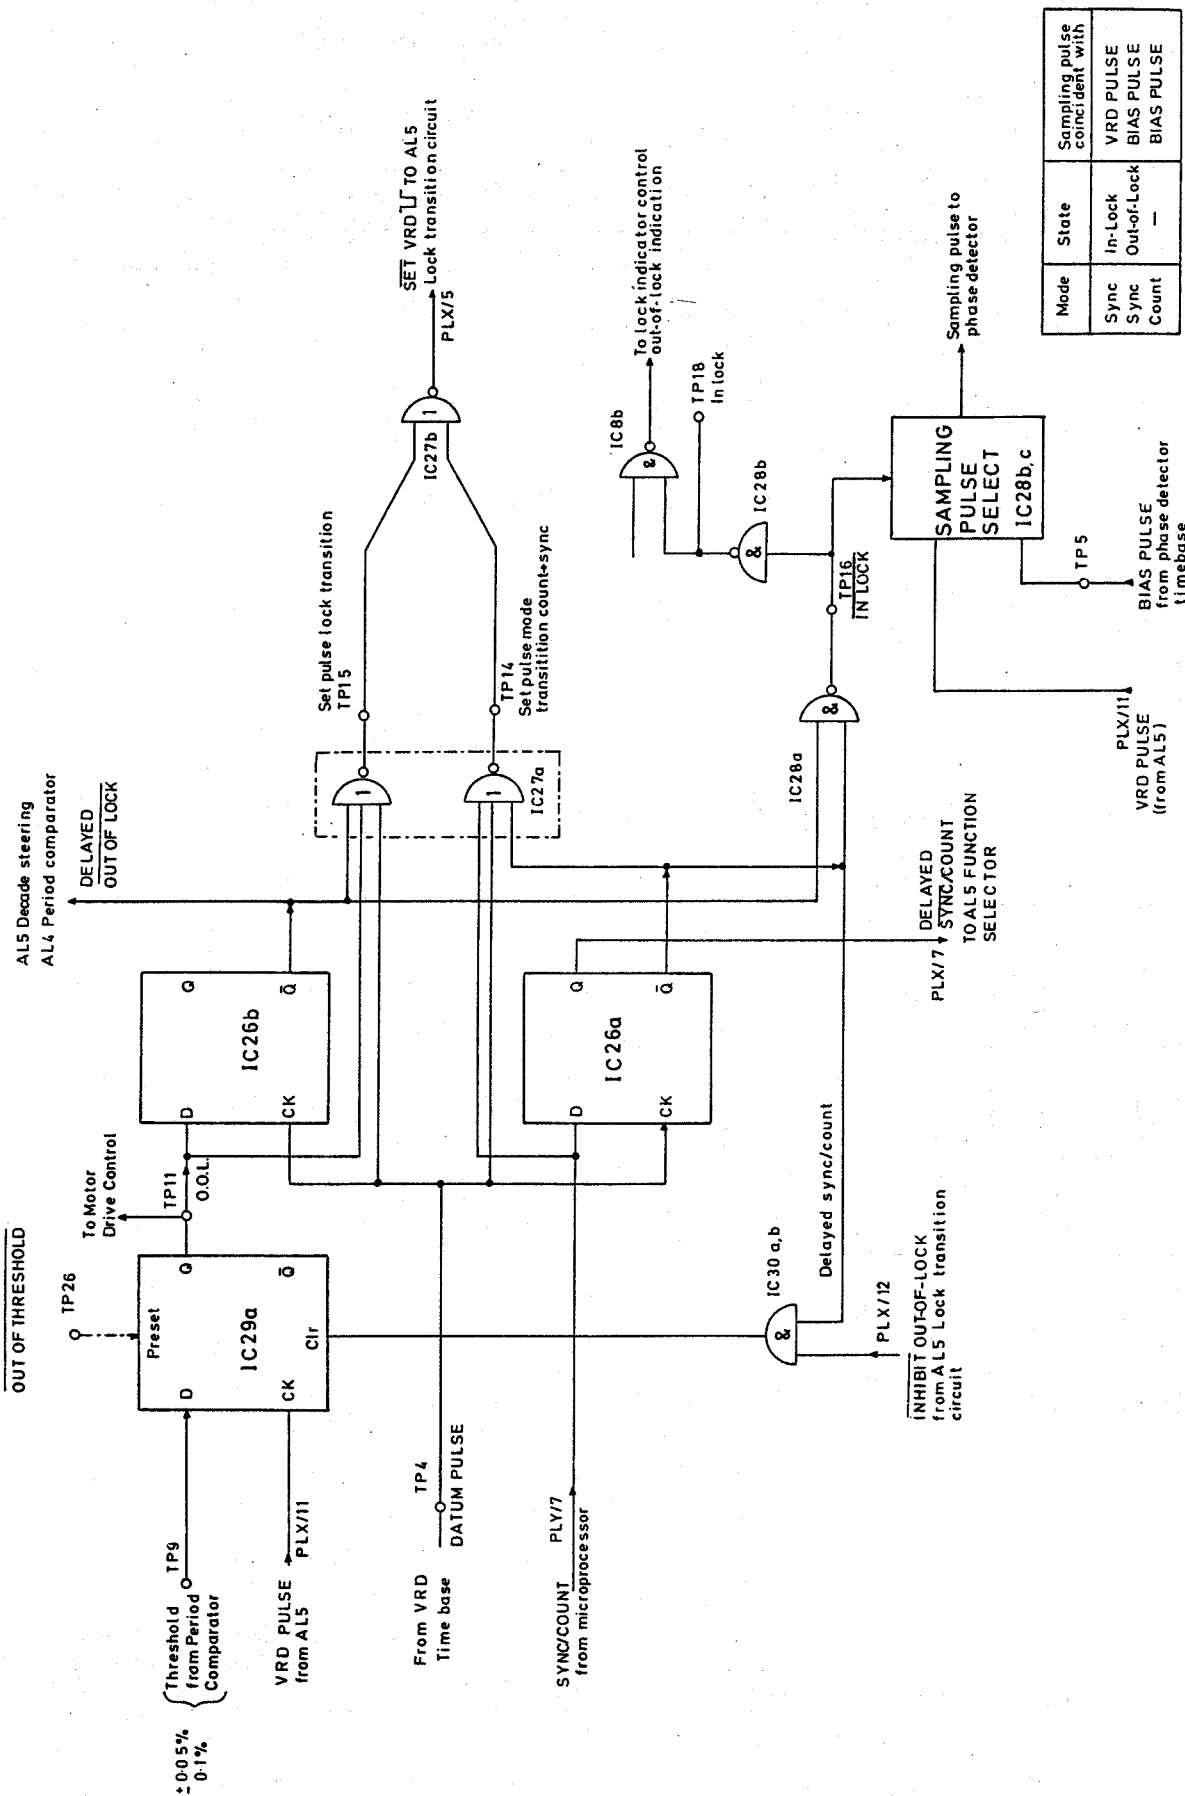 OUT OF THRESHOLD
TP26
To Motor
Drive Control
TP11
O.O.L.
Preset
D
Q
IC29a
CK
Clr
Q̄
TP9
Threshold
from Period
Comparator
±0·05%
0·1%
VRD PULSE
from AL5
PLX/11
D
Q
IC26b
CK
Q̄
AL5 Decade steering
AL4 Period comparator
DELAYED
OUT OF LOCK
From VRD
Time base
TP4
DATUM PULSE
SYNC/COUNT
from microprocessor
PLY/7
D
Q
IC26a
CK
Q̄
Set pulse lock transition
TP15
1
1
IC27a
TP14
Set pulse mode
transitition count→sync
1
IC27b
SET VRD TO AL5
Lock transition circuit
PLX/5
IC30 a,b
&
Delayed sync/count
PLX/12
INHIBIT OUT-OF-LOCK
from AL5 Lock transition
circuit
PLX/7
DELAYED
SYNC/COUNT
TO AL5 FUNCTION
SELECTOR
IC28a
&
TP16
IN LOCK
&
IC28b
IC8b
&
To lock indicator control
out-of-lock indication
TP18
In lock
SAMPLING
PULSE
SELECT
IC28b,c
Sampling pulse to
phase detector
PLX/11
VRD PULSE
(from AL5)
TP5
BIAS PULSE
from phase detector
timebase
Mode State Sampling pulse
coincident with
Sync In-Lock VRD PULSE
Sync Out-of-Lock BIAS PULSE
Count — BIAS PULSE